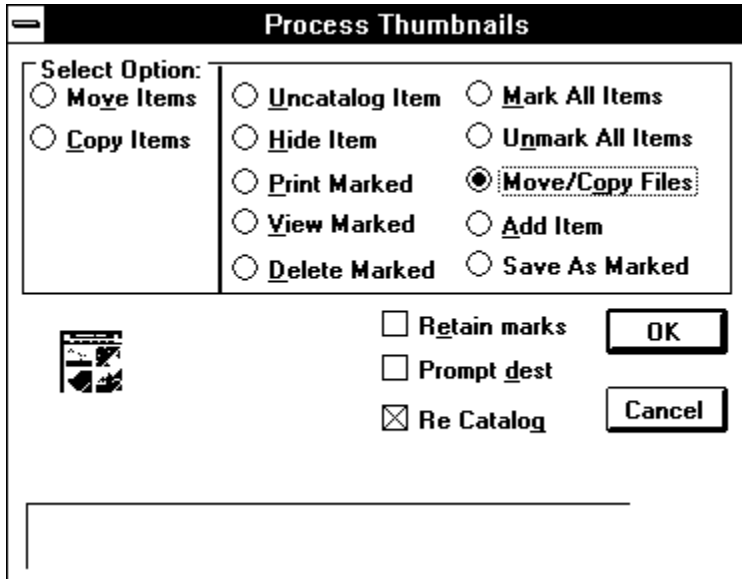 Process Thumbnails
Select Option:
Move Items
Copy Items
Uncatalog Item
Hide Item
Print Marked
View Marked
Delete Marked
Mark All Items
Unmark All Items
Move/Copy Files
Add Item
Save As Marked
Retain marks
Prompt dest
Re Catalog
OK
Cancel